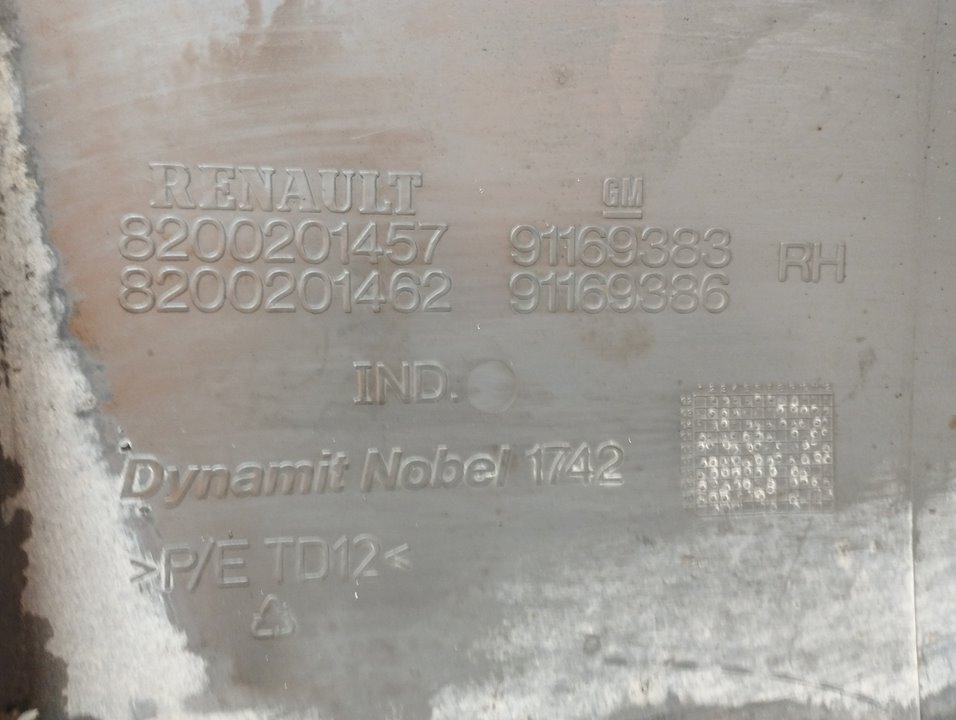 RENAULT
8200201457
8200201462
GM
91169383
91169386
RH
IND.
Dynamit Nobel 1742
>P/E TD12<